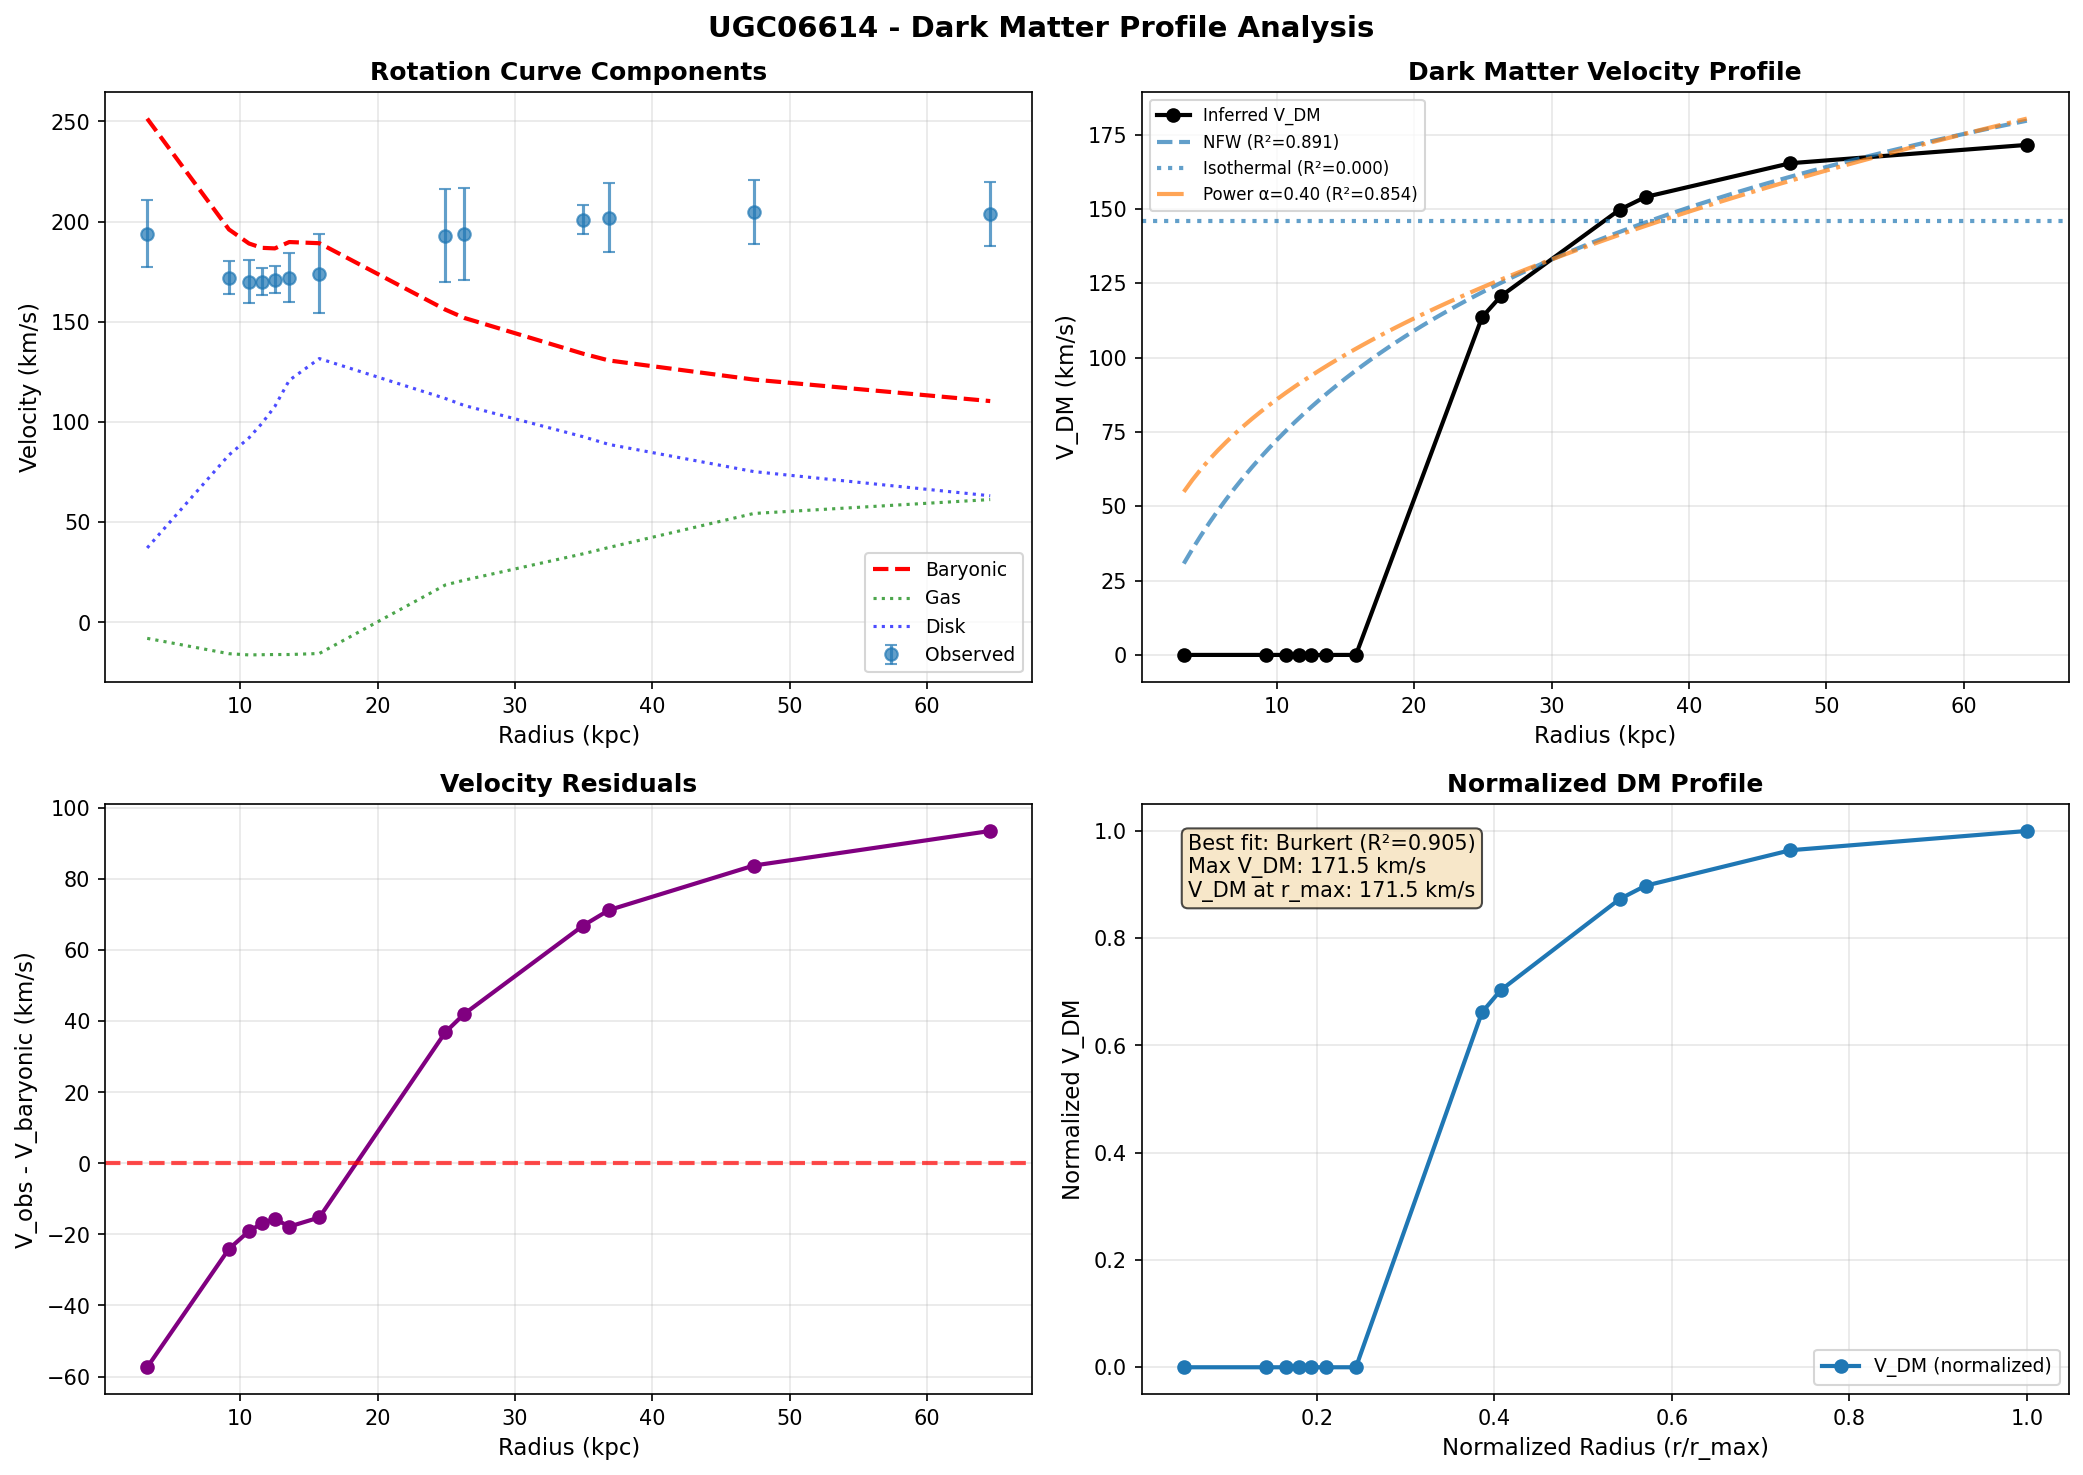 UGC06614 - Dark Matter Profile Analysis
Rotation Curve Components
250
200
150
100
50
0
Velocity (km/s)
10 20 30 40 50 60
Radius (kpc)
Baryonic
Gas
Disk
Observed
Dark Matter Velocity Profile
175
150
125
100
75
50
25
0
V_DM (km/s)
10 20 30 40 50 60
Radius (kpc)
Inferred V_DM
NFW (R²=0.891)
Isothermal (R²=0.000)
Power α=0.40 (R²=0.854)
Velocity Residuals
100
80
60
40
20
0
−20
−40
−60
V_obs - V_baryonic (km/s)
10 20 30 40 50 60
Radius (kpc)
Normalized DM Profile
1.0
0.8
0.6
0.4
0.2
0.0
Normalized V_DM
Best fit: Burkert (R²=0.905)
Max V_DM: 171.5 km/s
V_DM at r_max: 171.5 km/s
V_DM (normalized)
0.2 0.4 0.6 0.8 1.0
Normalized Radius (r/r_max)